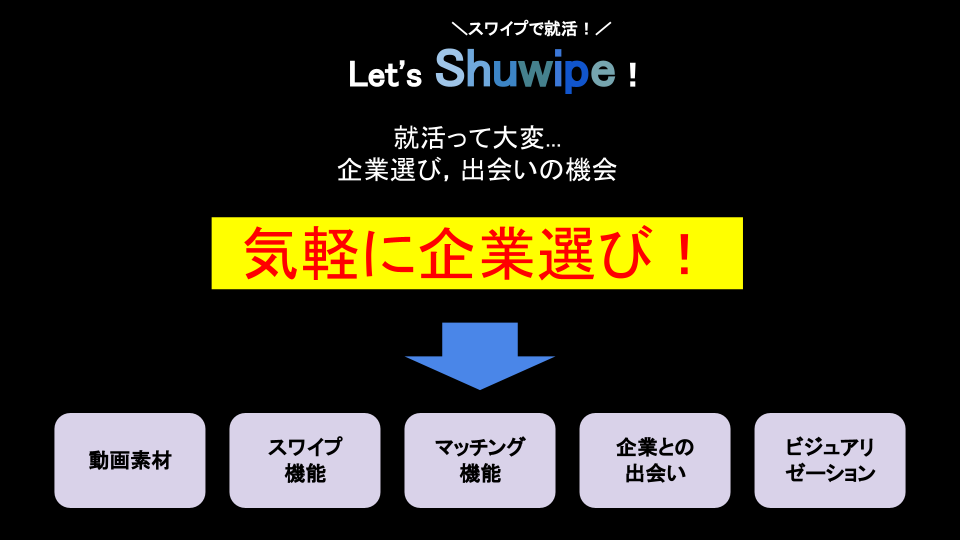 ＼スワイプで就活！／
Let's Shuwipe！
就活って大変...
企業選び，出会いの機会
気軽に企業選び！
動画素材
スワイプ
機能
マッチング
機能
企業との
出会い
ビジュアリ
ゼーション